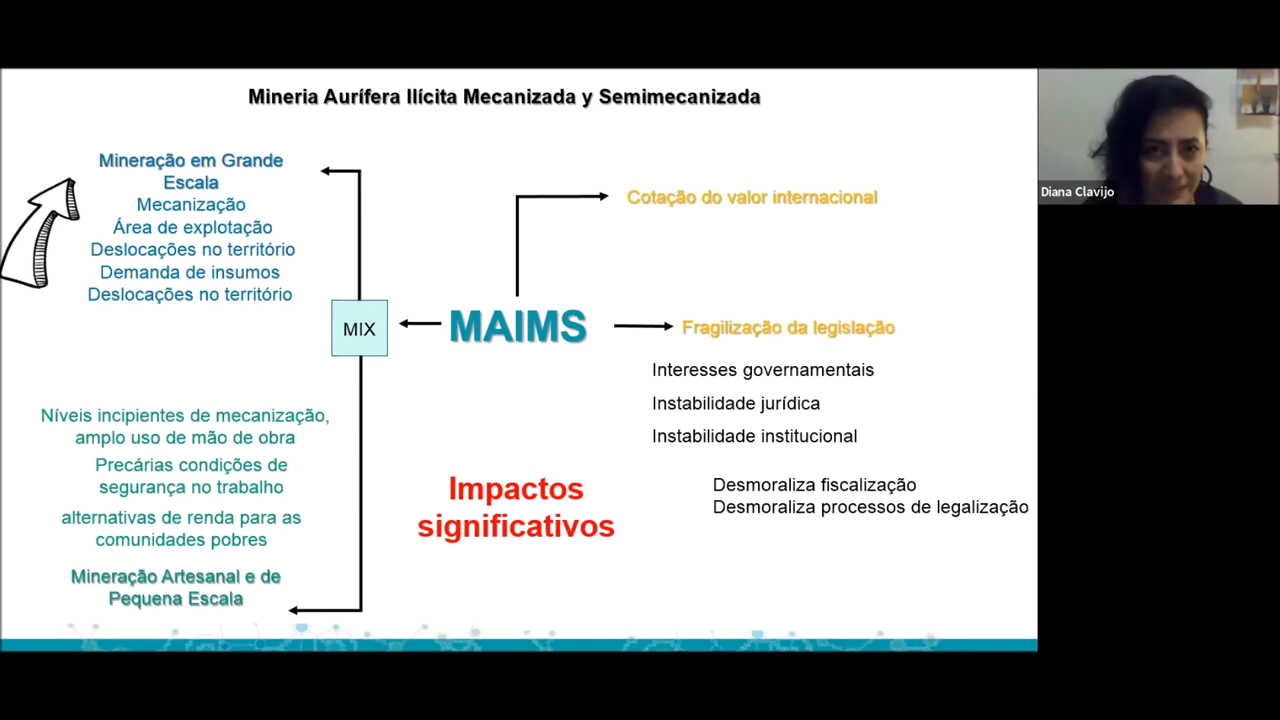 Mineria Aurífera Ilícita Mecanizada y Semimecanizada
Mineração em Grande
Escala
Mecanização
Área de explotação
Deslocações no território
Demanda de insumos
Deslocações no território
MIX
Níveis incipientes de mecanização,
amplo uso de mão de obra
Precárias condições de
segurança no trabalho
alternativas de renda para as
comunidades pobres
Mineração Artesanal e de
Pequena Escala
MAIMS
Impactos
significativos
Cotação do valor internacional
Fragilização da legislação
Interesses governamentais
Instabilidade jurídica
Instabilidade institucional
Desmoraliza fiscalização
Desmoraliza processos de legalização
Diana Clavijo